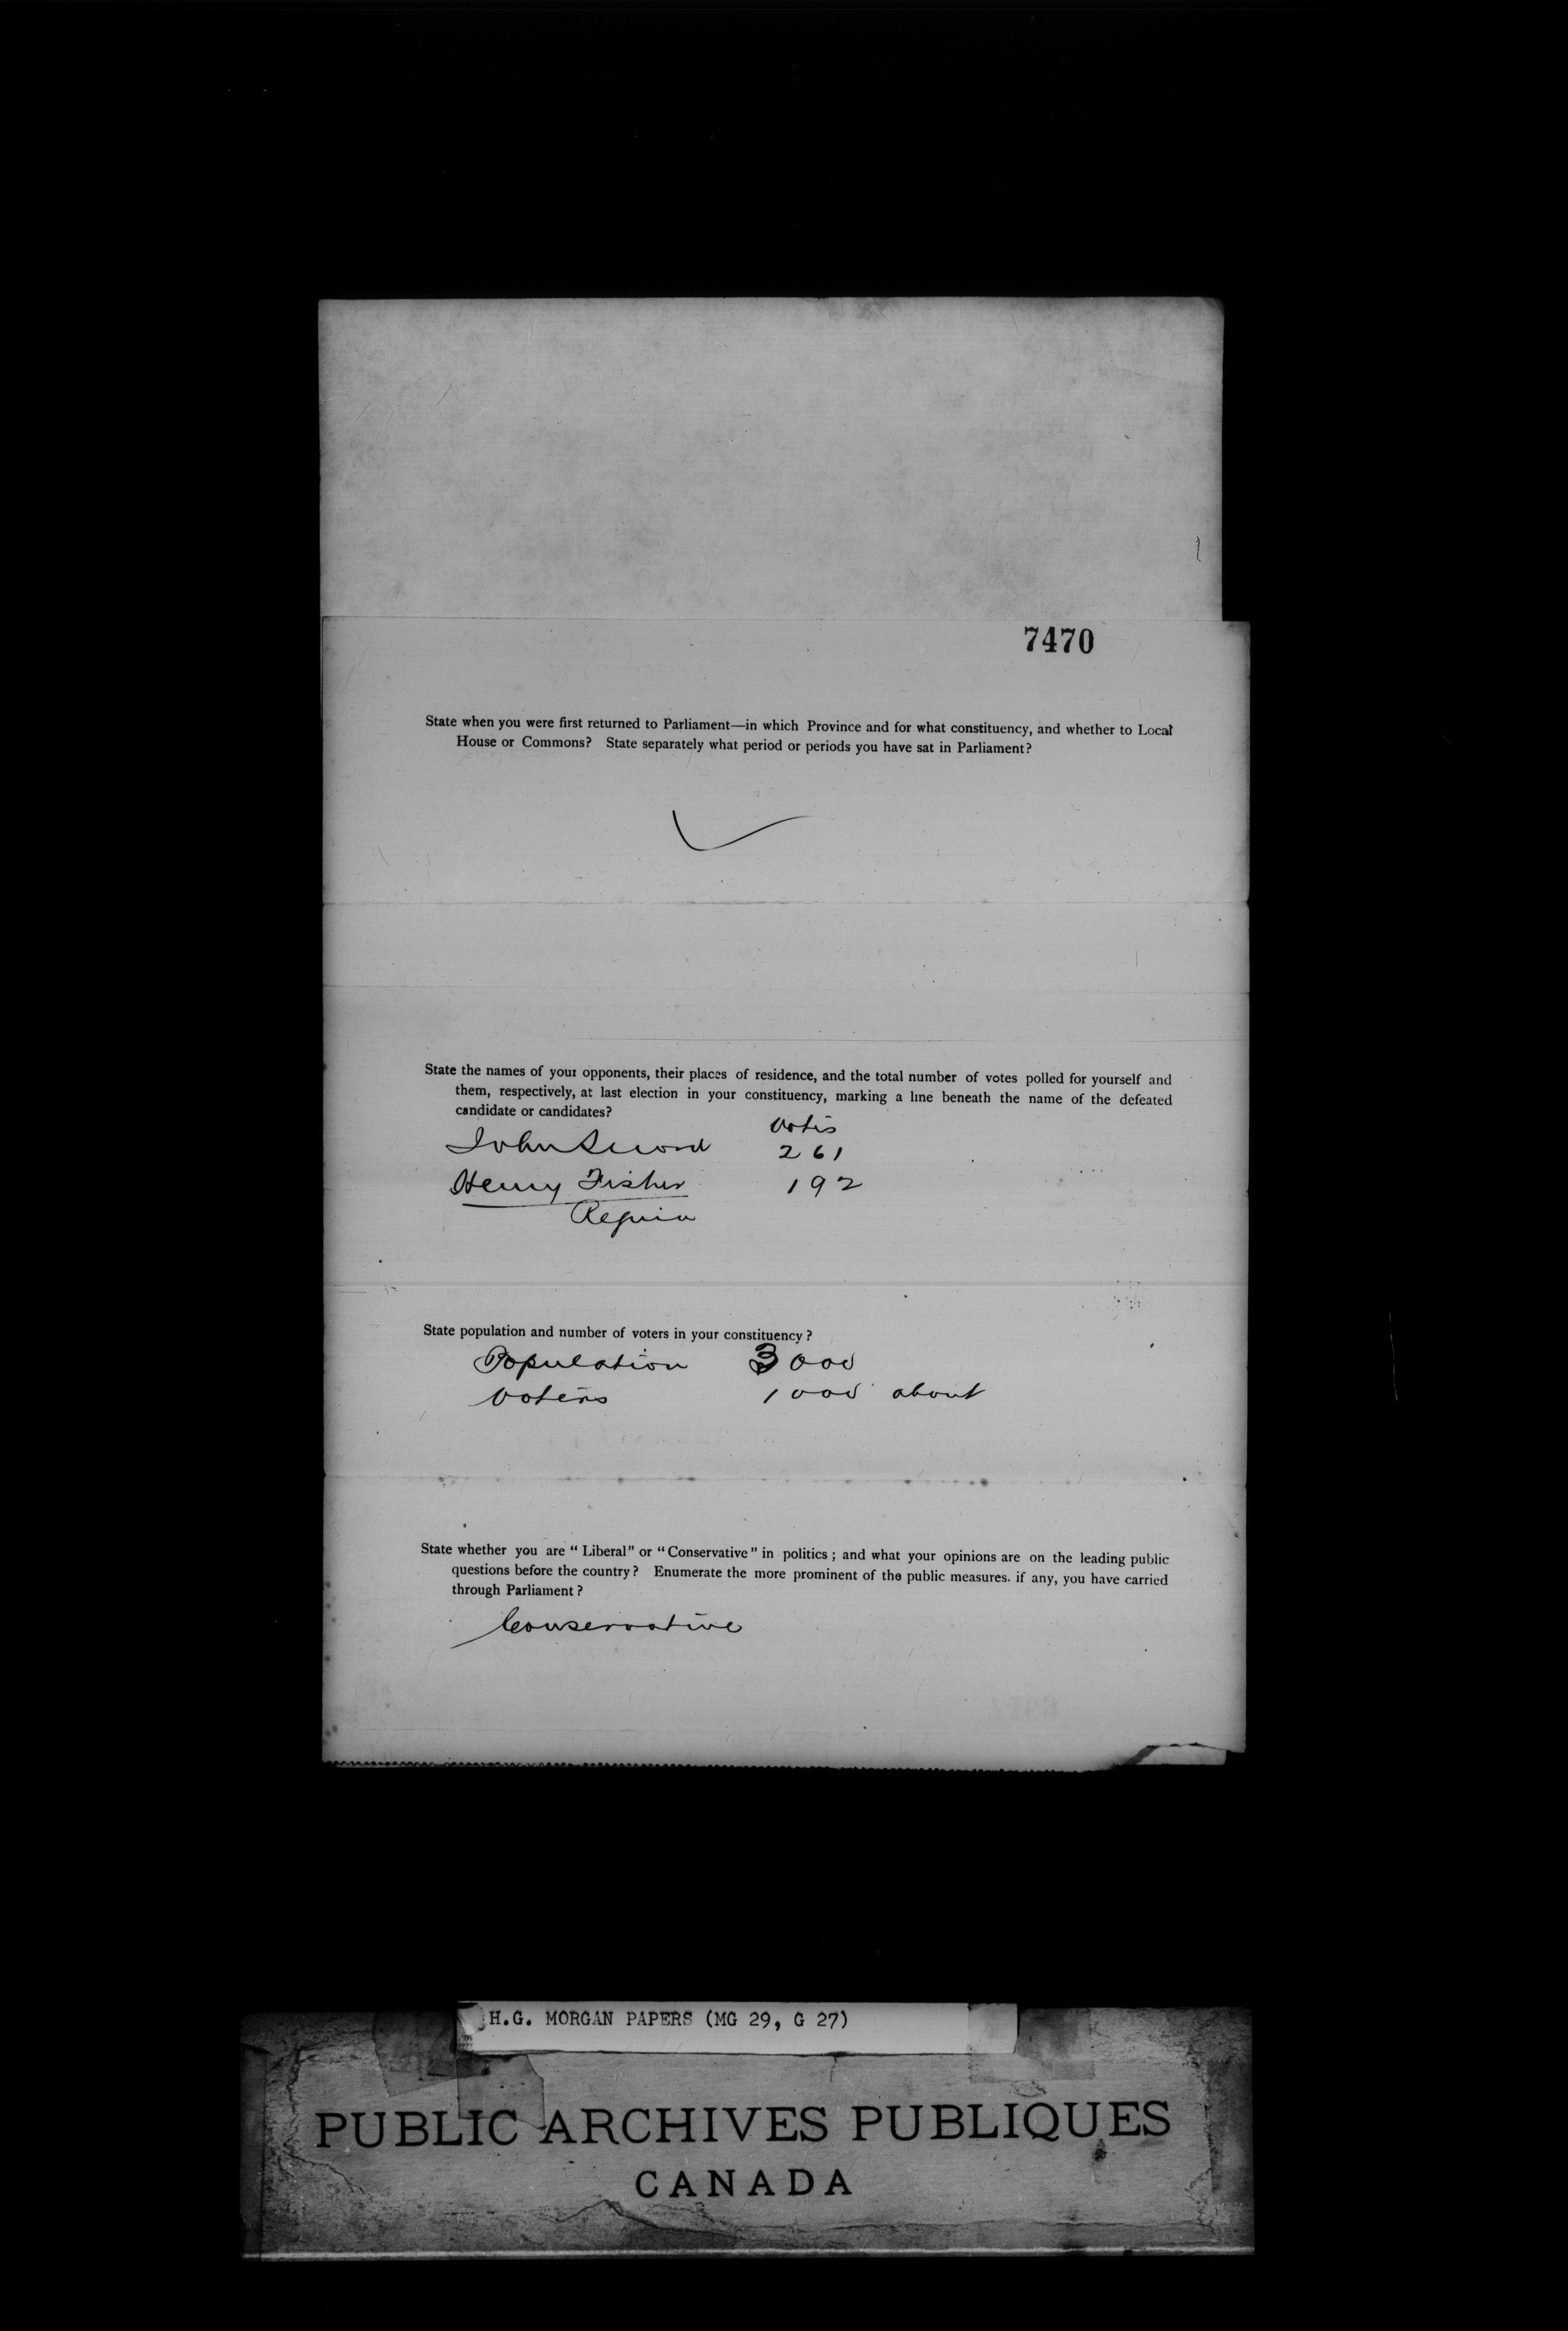 7470
State when you were first returned to Parliament—in which Province and for what constituency, and whether to Local
House or Commons? State separately what period or periods you have sat in Parliament?
State the names of your opponents, their places of residence, and the total number of votes polled for yourself and
them, respectively, at last election in your constituency, marking a line beneath the name of the defeated
candidate or candidates?
Votes
John Secord 261
Henry Fisher 192
Regina
State population and number of voters in your constituency?
Population 3000
Voters 1000 about
State whether you are "Liberal" or "Conservative" in politics; and what your opinions are on the leading public
questions before the country? Enumerate the more prominent of the public measures. if any, you have carried
through Parliament?
Conservative
H.G. MORGAN PAPERS (MG 29, G 27)
PUBLIC ARCHIVES PUBLIQUES
CANADA